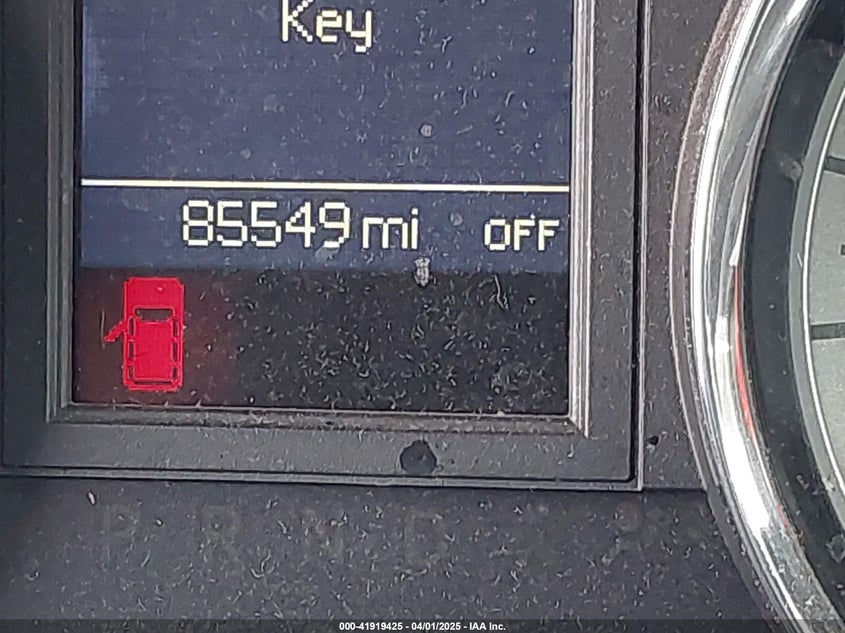 Key
85549 mi OFF
P R N D
000-41919425 - 04/01/2025 - IAA Inc.